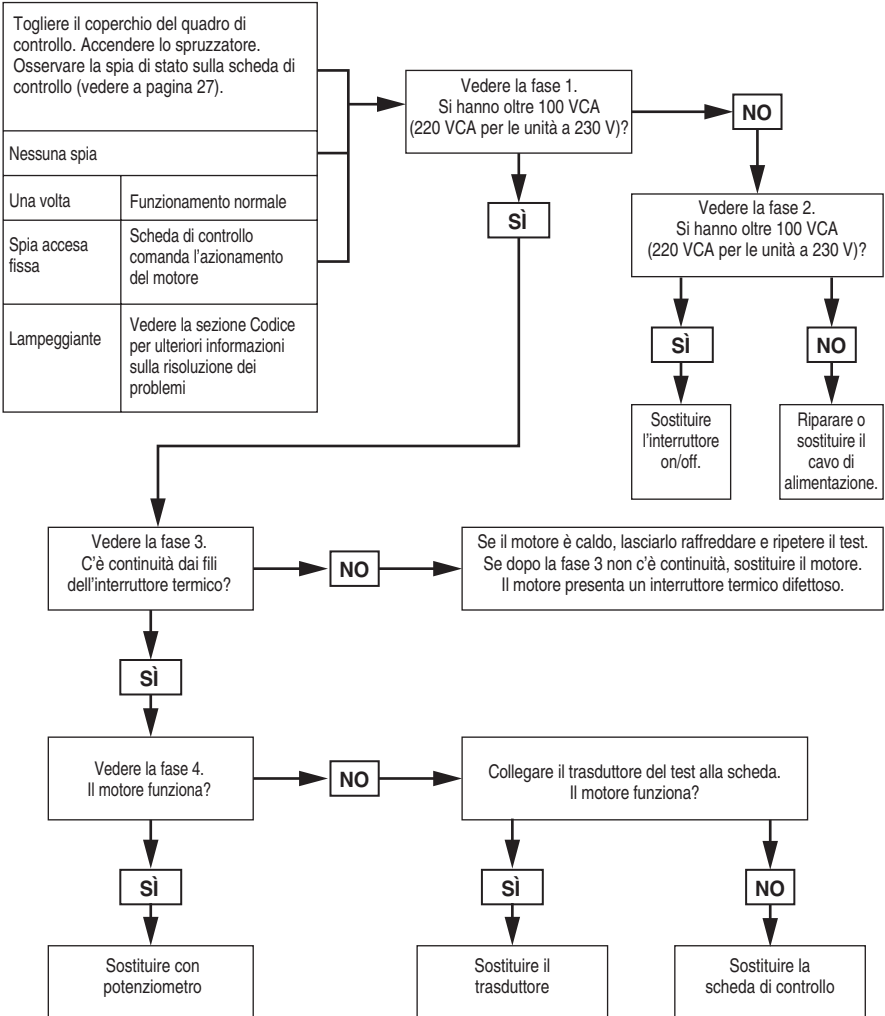 Togliere il coperchio del quadro di
controllo. Accendere lo spruzzatore.
Osservare la spia di stato sulla scheda di
controllo (vedere a pagina 27).
Nessuna spia
Una volta
Funzionamento normale
Spia accesa
fissa
Scheda di controllo
comanda l'azionamento
del motore
Lampeggiante
Vedere la sezione Codice
per ulteriori informazioni
sulla risoluzione dei
problemi
Vedere la fase 1.
Si hanno oltre 100 VCA
(220 VCA per le unità a 230 V)?
NO
SÌ
Vedere la fase 2.
Si hanno oltre 100 VCA
(220 VCA per le unità a 230 V)?
SÌ
NO
Sostituire
l'interruttore
on/off.
Riparare o
sostituire il
cavo di
alimentazione.
Vedere la fase 3.
C'è continuità dai fili
dell'interruttore termico?
NO
Se il motore è caldo, lasciarlo raffreddare e ripetere il test.
Se dopo la fase 3 non c'è continuità, sostituire il motore.
Il motore presenta un interruttore termico difettoso.
SÌ
Vedere la fase 4.
Il motore funziona?
NO
Collegare il trasduttore del test alla scheda.
Il motore funziona?
SÌ
SÌ
NO
Sostituire con
potenziometro
Sostituire il
trasduttore
Sostituire la
scheda di controllo